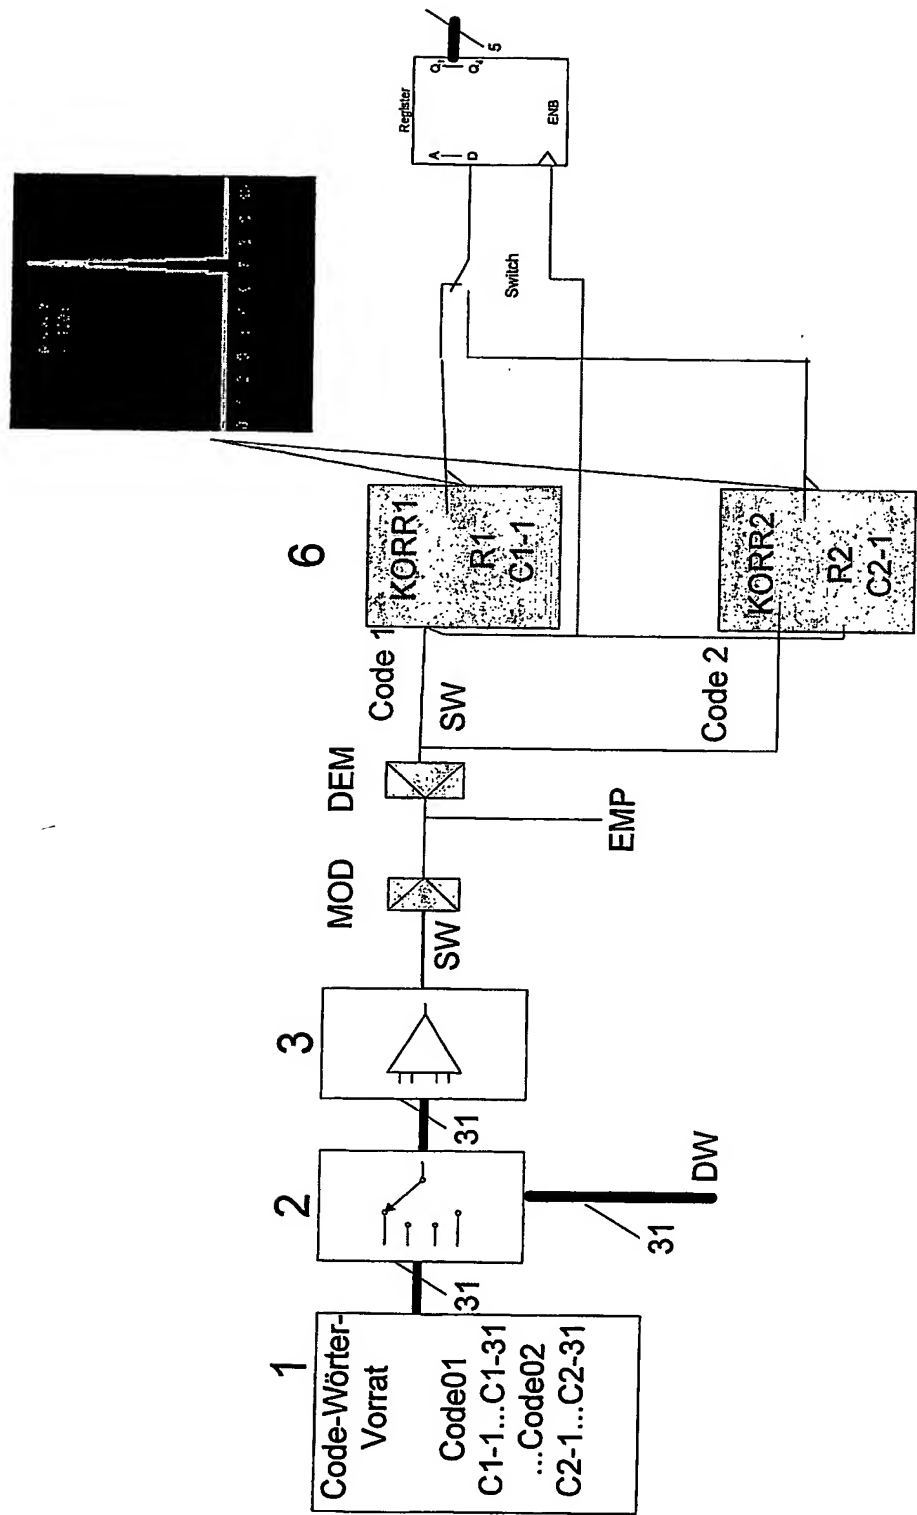 1
Code-Wörter-
Vorrat
Code01
C1-1...C1-31
...Code02
C2-1...C2-31
31
2
31
DW
31
3
SW
MOD
EMP
DEM
SW
Code 1
Code 2
6
KORR1
R1
C1-1
KORR2
R2
C2-1
Switch
Register
A
D
ENB
5